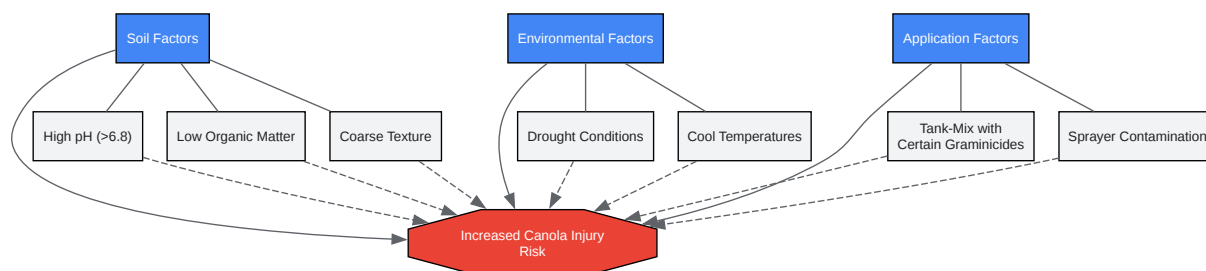 Soil Factors
Environmental Factors
Application Factors
High pH (>6.8)
Low Organic Matter
Coarse Texture
Drought Conditions
Cool Temperatures
Tank-Mix with
Certain Graminicides
Sprayer Contamination
Increased Canola Injury
Risk